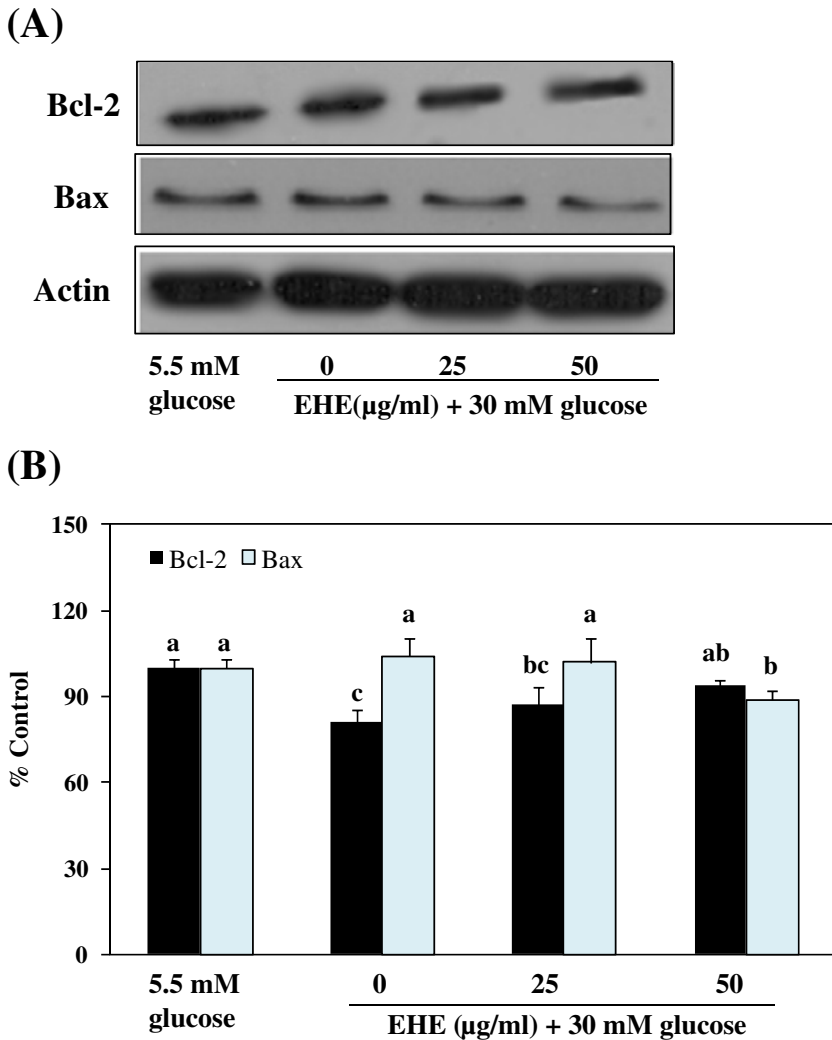 (A)
Bcl-2
Bax
Actin
5.5 mM glucose
0 25 50
EHE(µg/ml) + 30 mM glucose
(B)
% Control
150
120
90
60
30
0
Bcl-2 Bax
a a
c a
bc a
ab b
5.5 mM glucose
0 25 50
EHE (µg/ml) + 30 mM glucose